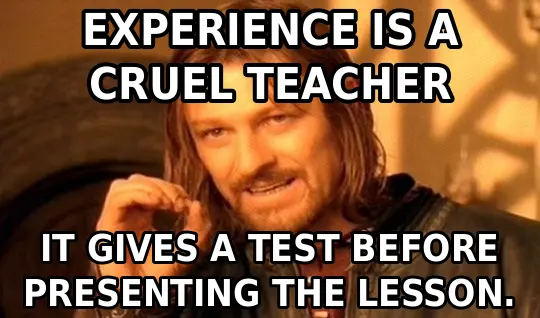 EXPERIENCE IS A
CRUEL TEACHER
IT GIVES A TEST BEFORE
PRESENTING THE LESSON.